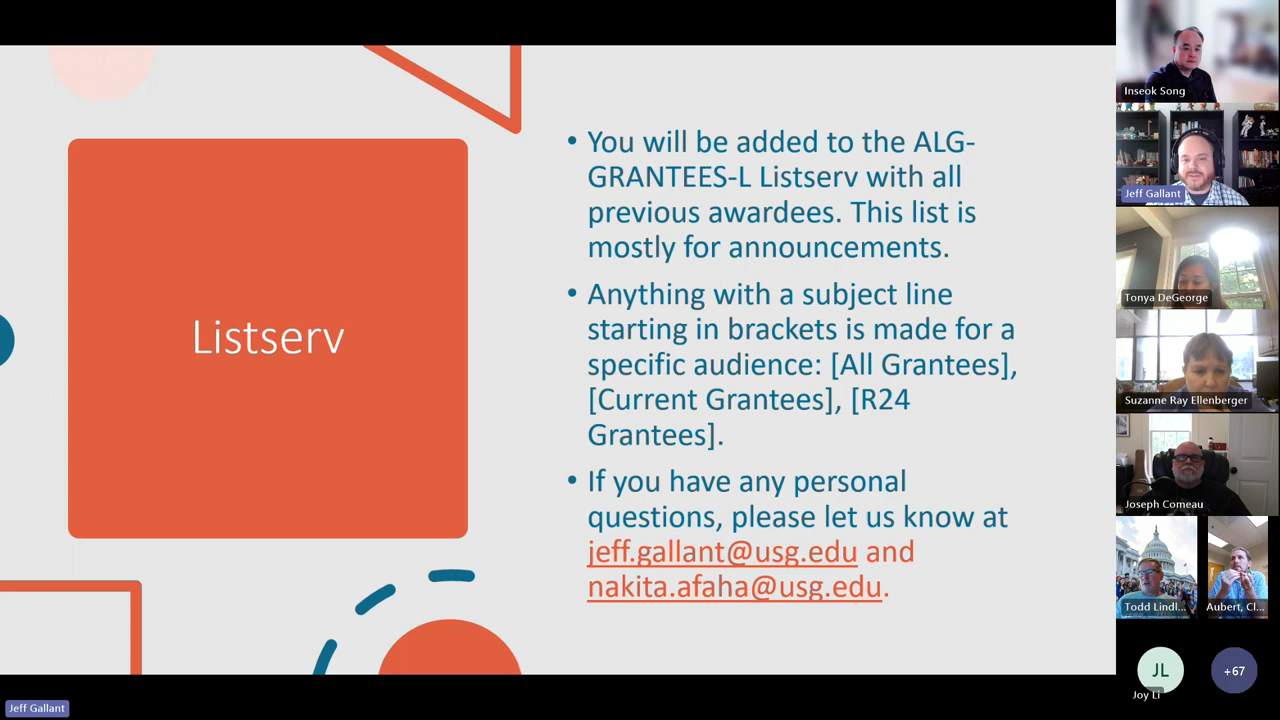 Listserv
• You will be added to the ALG-
GRANTEES-L Listserv with all
previous awardees. This list is
mostly for announcements.
• Anything with a subject line
starting in brackets is made for a
specific audience: [All Grantees],
[Current Grantees], [R24
Grantees].
• If you have any personal
questions, please let us know at
jeff.gallant@usg.edu and
nakita.afaha@usg.edu.
Inseok Song
Jeff Gallant
Tonya DeGeorge
Suzanne Ray Ellenberger
Joseph Comeau
Todd Lindl...
Aubert, Cl...
JL
Joy Li
+67
Jeff Gallant